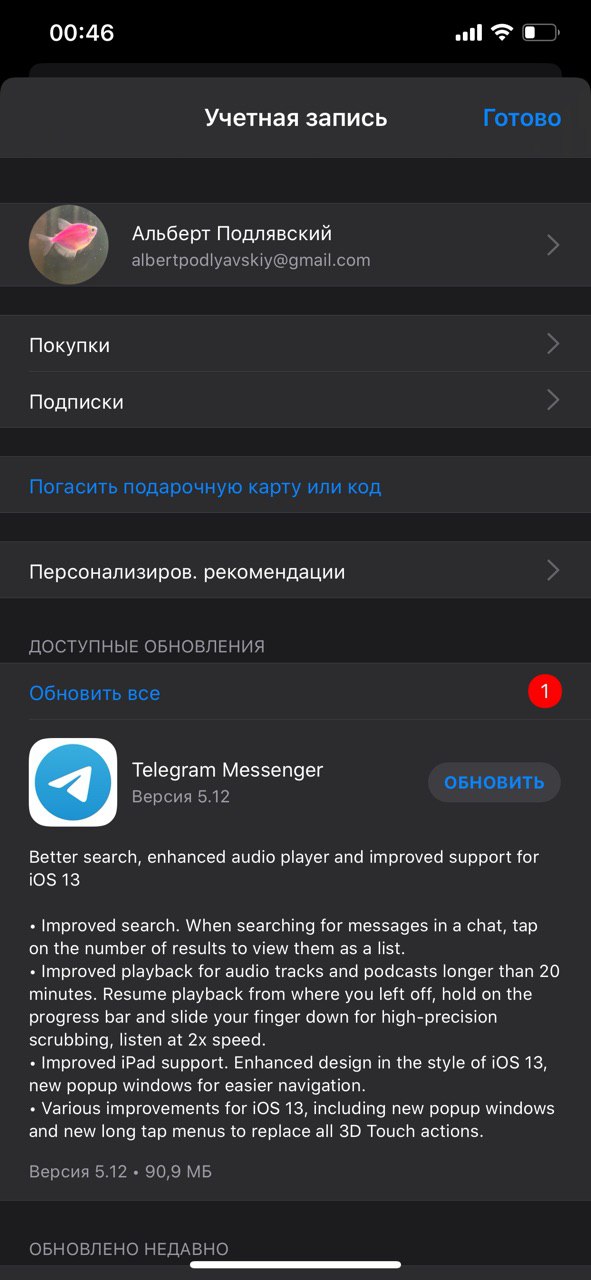 00:46
Учетная запись
Готово
Альберт Подлявский
albertpodlyavskiy@gmail.com
Покупки
Подписки
Погасить подарочную карту или код
Персонализиров. рекомендации
ДОСТУПНЫЕ ОБНОВЛЕНИЯ
Обновить все
1
Telegram Messenger
Версия 5.12
ОБНОВИТЬ
Better search, enhanced audio player and improved support for
iOS 13
• Improved search. When searching for messages in a chat, tap
on the number of results to view them as a list.
• Improved playback for audio tracks and podcasts longer than 20
minutes. Resume playback from where you left off, hold on the
progress bar and slide your finger down for high-precision
scrubbing, listen at 2x speed.
• Improved iPad support. Enhanced design in the style of iOS 13,
new popup windows for easier navigation.
• Various improvements for iOS 13, including new popup windows
and new long tap menus to replace all 3D Touch actions.
Версия 5.12 • 90,9 МБ
ОБНОВЛЕНО НЕДАВНО